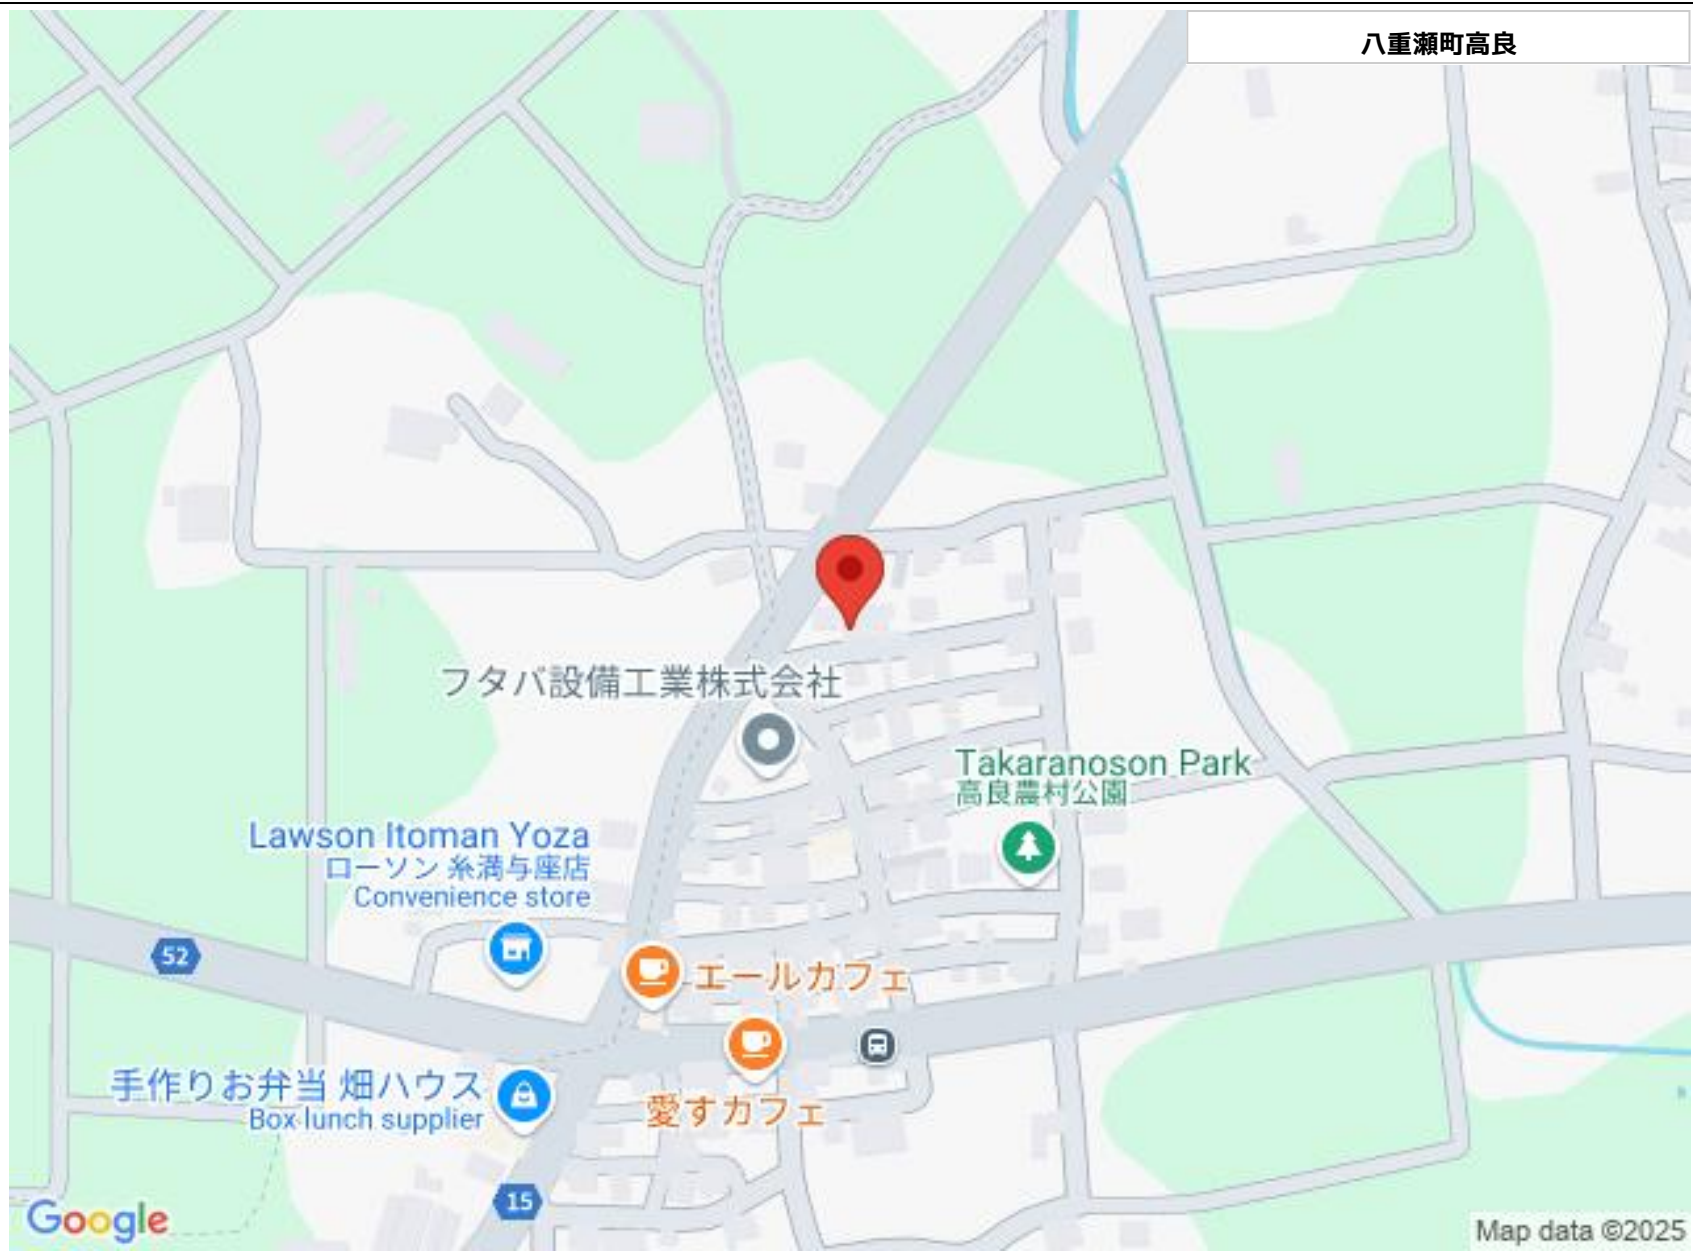 八重瀬町高良
フタバ設備工業株式会社
Takaranoson Park
高良農村公園
Lawson Itoman Yoza
ローソン 糸満与座店
Convenience store
52
エールカフェ
手作りお弁当 畑ハウス
Box lunch supplier
愛すカフェ
15
Google
Map data ©2025